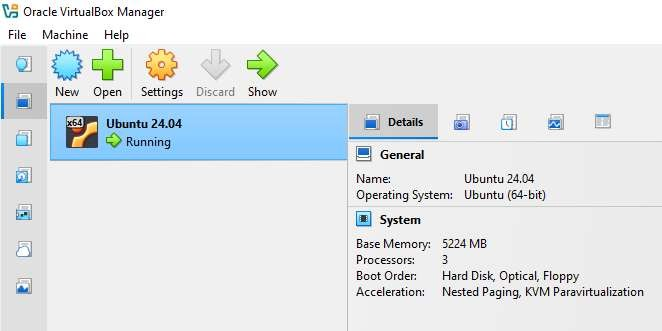 Oracle VirtualBox Manager
File Machine Help
New Open Settings Discard Show
x64
Ubuntu 24.04
Running
Details
General
Name: Ubuntu 24.04
Operating System: Ubuntu (64-bit)
System
Base Memory: 5224 MB
Processors: 3
Boot Order: Hard Disk, Optical, Floppy
Acceleration: Nested Paging, KVM Paravirtualization